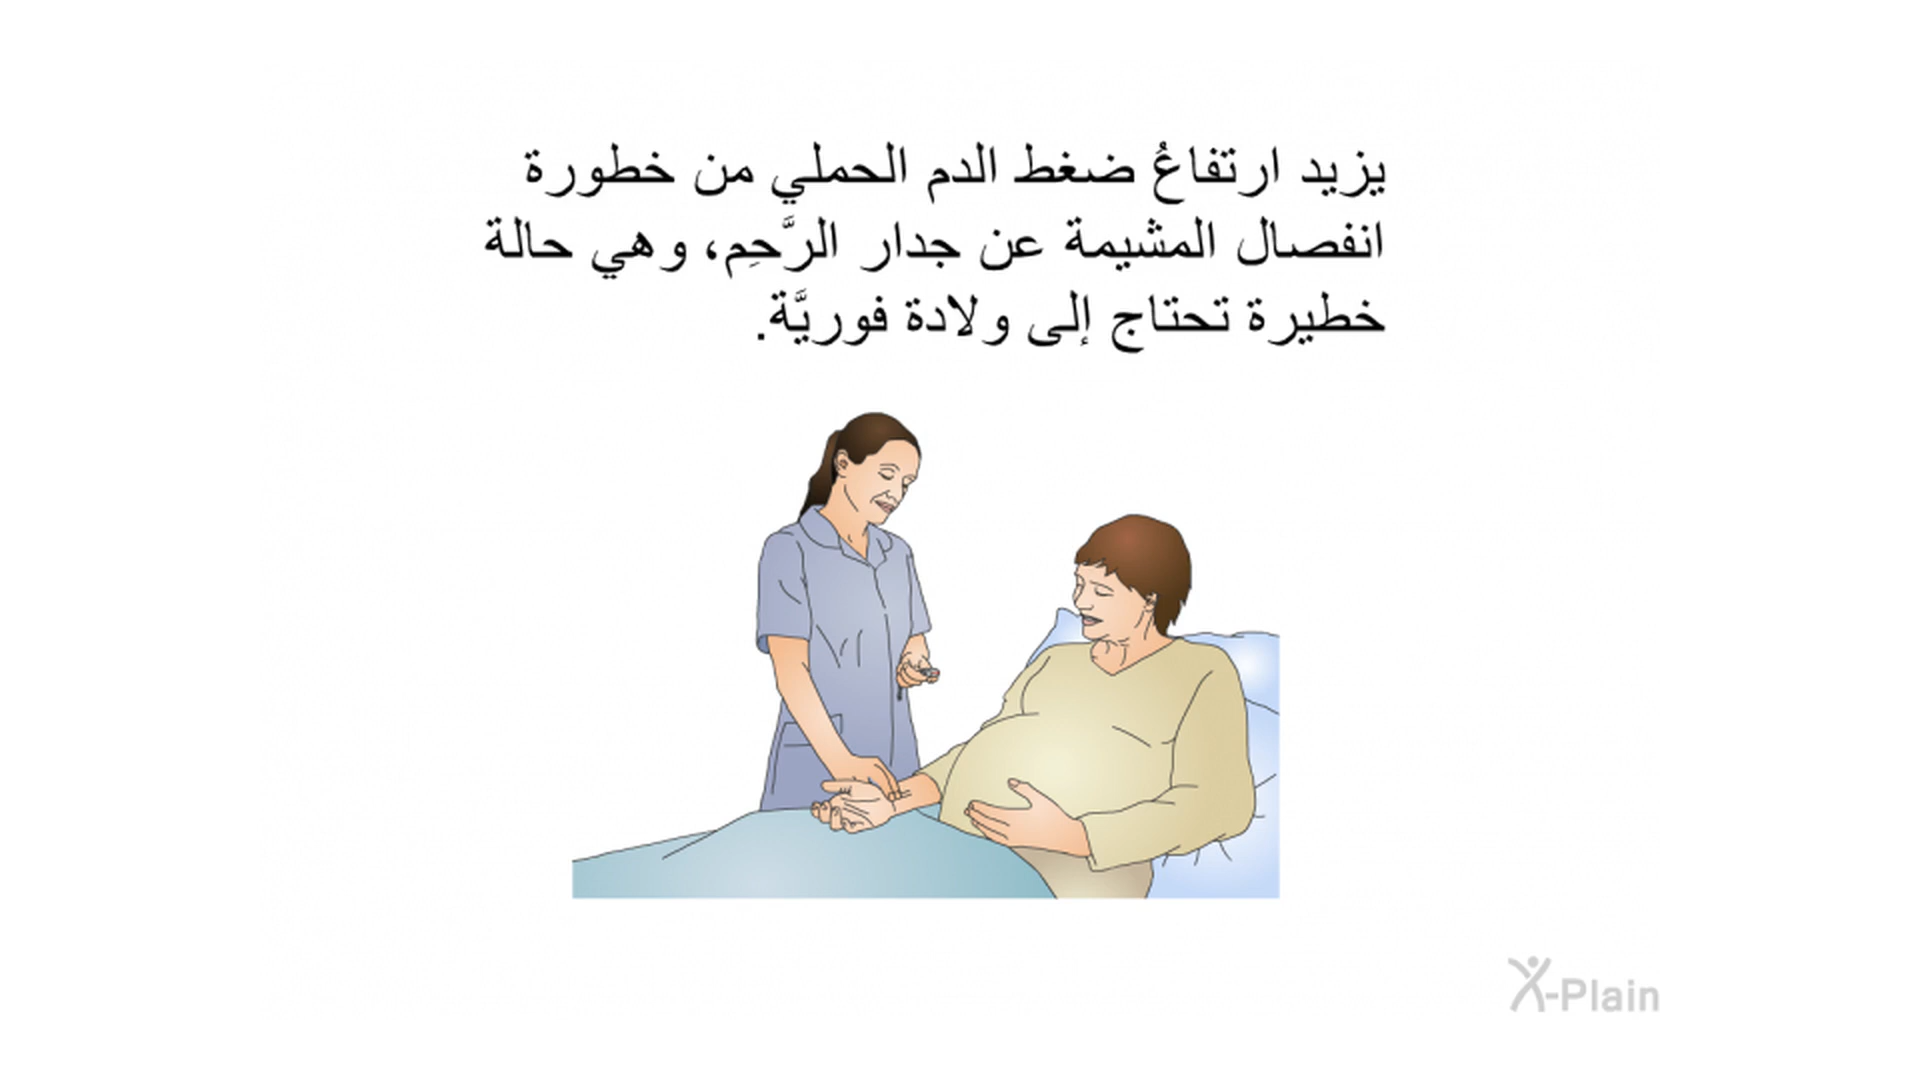 يزيد ارتفاعُ ضغط الدم الحملي من خطورة
انفصال المشيمة عن جدار الرَّحِم، وهي حالة
خطيرة تحتاج إلى ولادة فوريَّة.
X-Plain